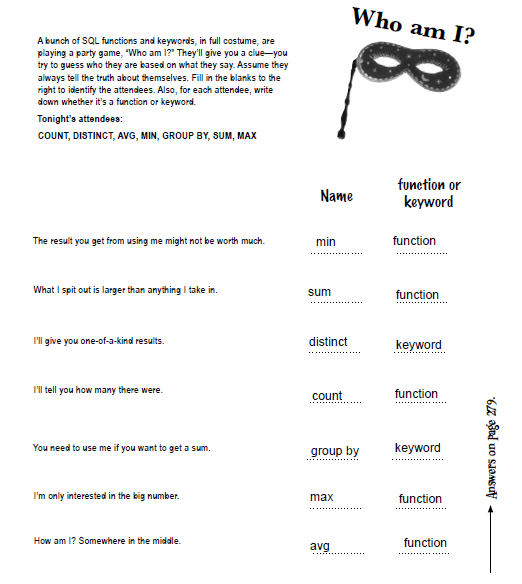 Who am I?
A bunch of SQL functions and keywords, in full costume, are
playing a party game, “Who am I?” They’ll give you a clue—you
try to guess who they are based on what they say. Assume they
always tell the truth about themselves. Fill in the blanks to the
right to identify the attendees. Also, for each attendee, write
down whether it’s a function or keyword.
Tonight’s attendees:
COUNT, DISTINCT, AVG, MIN, GROUP BY, SUM, MAX
Name
function or
keyword
The result you get from using me might not be worth much. min function
What I spit out is larger than anything I take in. sum function
I’ll give you one-of-a-kind results. distinct keyword
I’ll tell you how many there were. count function
You need to use me if you want to get a sum. group by keyword
I’m only interested in the big number. max function
How am I? Somewhere in the middle. avg function
Answers on page 279.